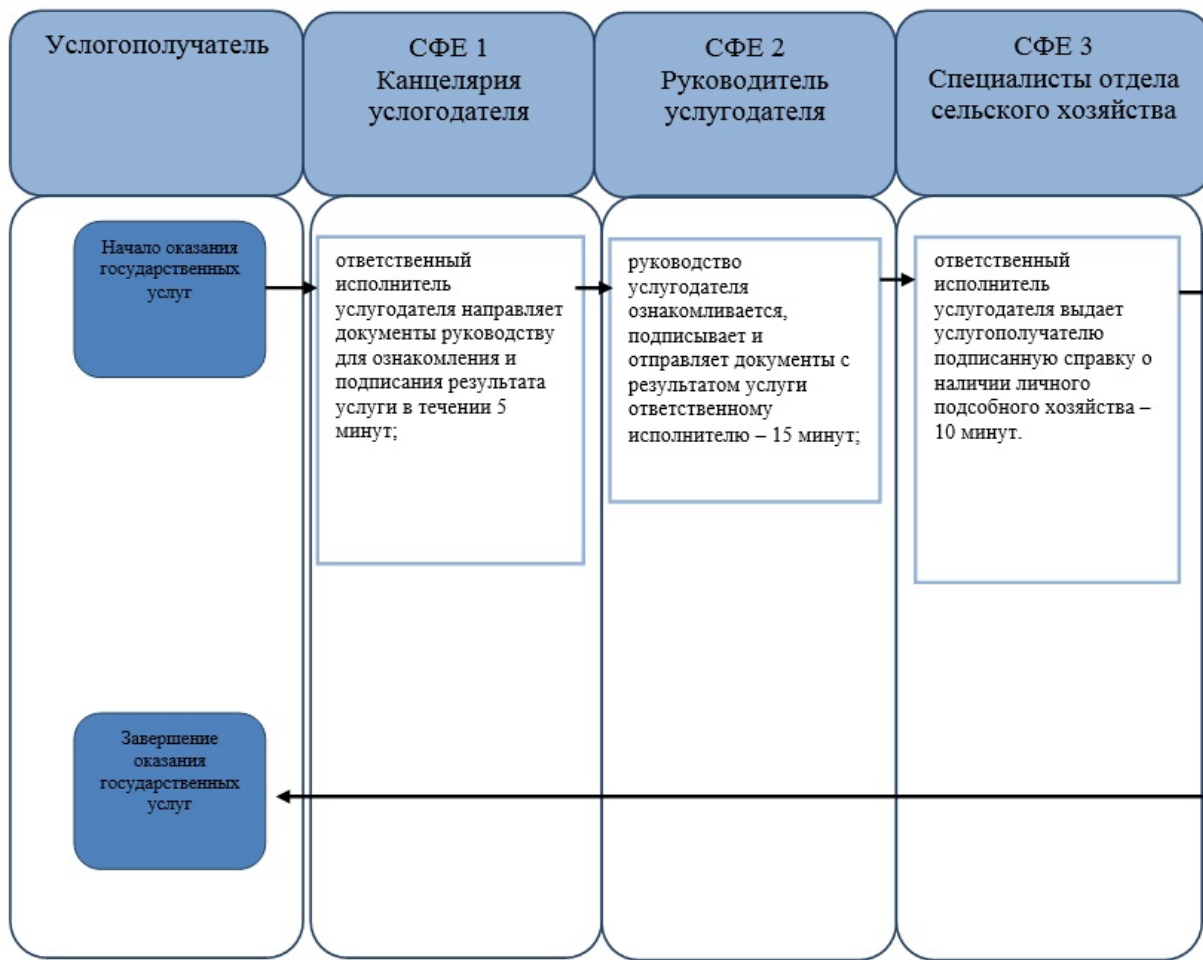 Услогополучатель
СФЕ 1
Канцелярия
услогодателя
СФЕ 2
Руководитель
услугодателя
СФЕ 3
Специалисты отдела
сельского хозяйства
Начало оказания
государственных
услуг
ответственный
исполнитель
услугодателя направляет
документы руководству
для ознакомления и
подписания результата
услуги в течении 5
минут;
руководство
услугодателя
ознакомливается,
подписывает и
отправляет документы с
результатом услуги
ответственному
исполнителю – 15 минут;
ответственный
исполнитель
услугодателя выдает
услугополучателю
подписанную справку о
наличии личного
подсобного хозяйства –
10 минут.
Завершение
оказания
государственных
услуг